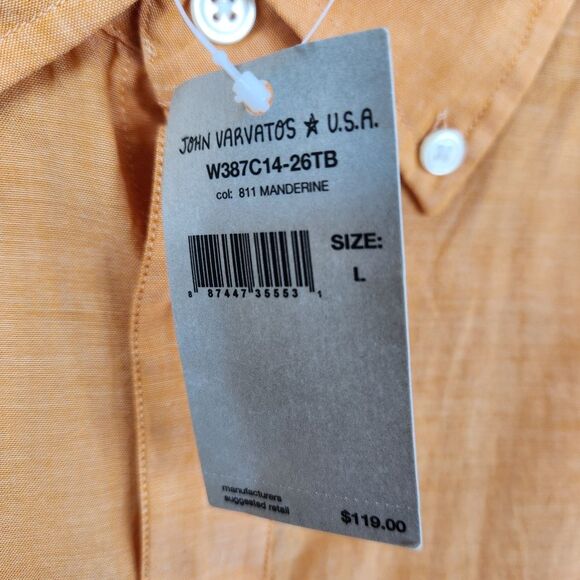 JOHN VARVATOS ★ U.S.A.
W387C14-26TB
col: 811 MANDERINE
SIZE:
L
8 87447 35553 1
manufacturers
suggested retail
$119.00